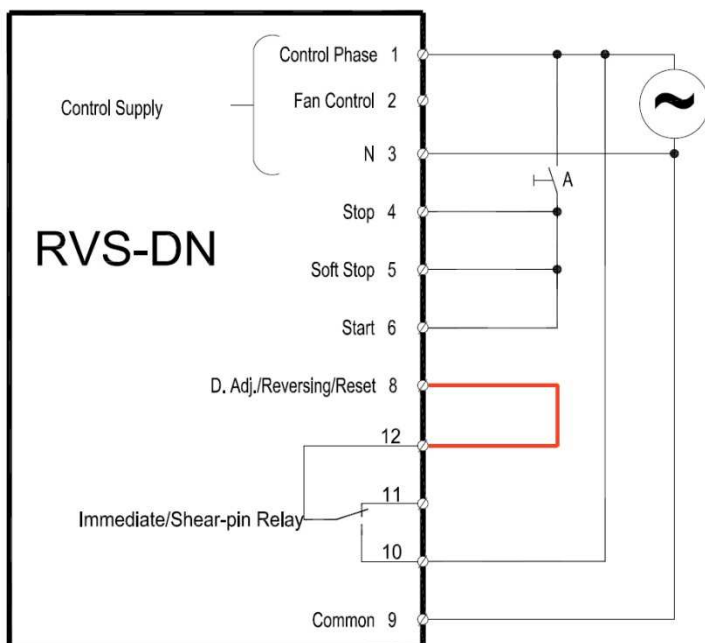 Control Phase 1
Fan Control 2
Control Supply
N 3
A
Stop 4
RVS-DN
Soft Stop 5
Start 6
D. Adj./Reversing/Reset 8
12
11
Immediate/Shear-pin Relay
10
Common 9